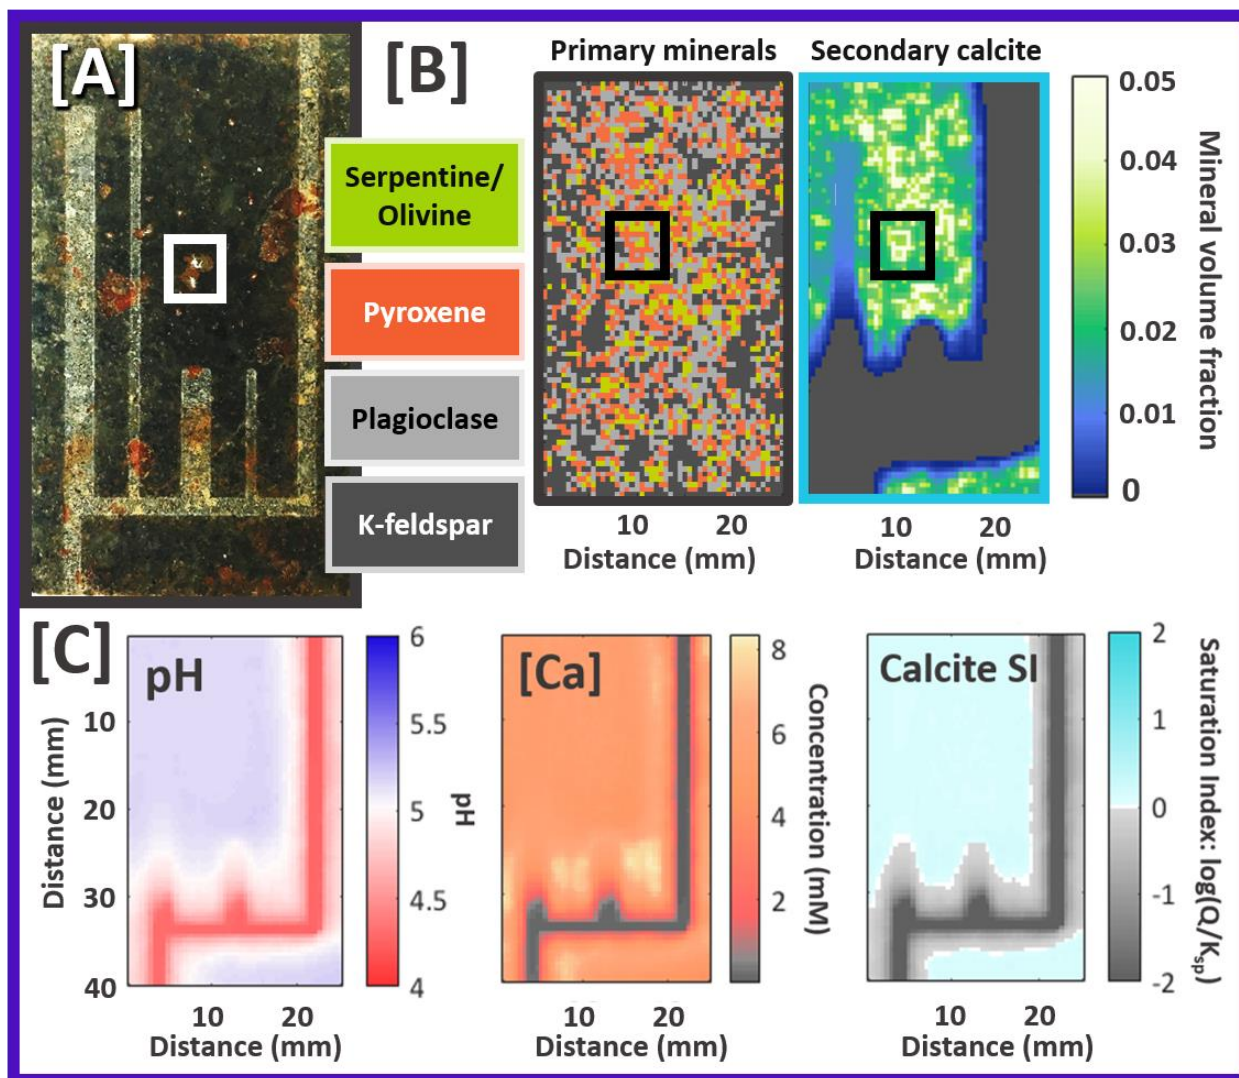 [A]
[B]
Primary minerals
Secondary calcite
Serpentine/
Olivine
Pyroxene
Plagioclase
K-feldspar
10
20
Distance (mm)
10
20
Distance (mm)
0.05
0.04
0.03
0.02
0.01
0
Mineral volume fraction
[C]
pH
10
20
30
40
Distance (mm)
10
20
Distance (mm)
6
5.5
5
4.5
4
pH
[Ca]
10
20
Distance (mm)
8
6
4
2
Concentration (mM)
Calcite SI
10
20
Distance (mm)
2
1
0
-1
-2
Saturation Index: log(Q/Ksp)